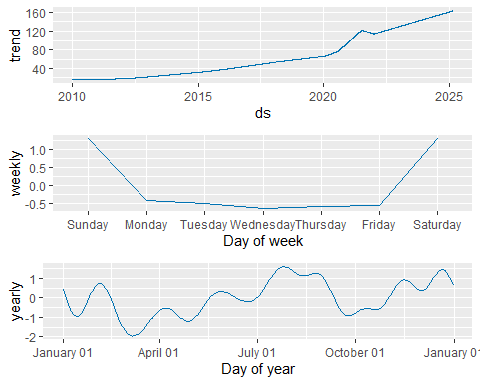 trend
160
120
80
40
2010 2015 2020 2025
ds
weekly
1.0
0.5
0.0
-0.5
Sunday Monday Tuesday Wednesday Thursday Friday Saturday
Day of week
yearly
1
0
-1
-2
January 01 April 01 July 01 October 01 January 01
Day of year